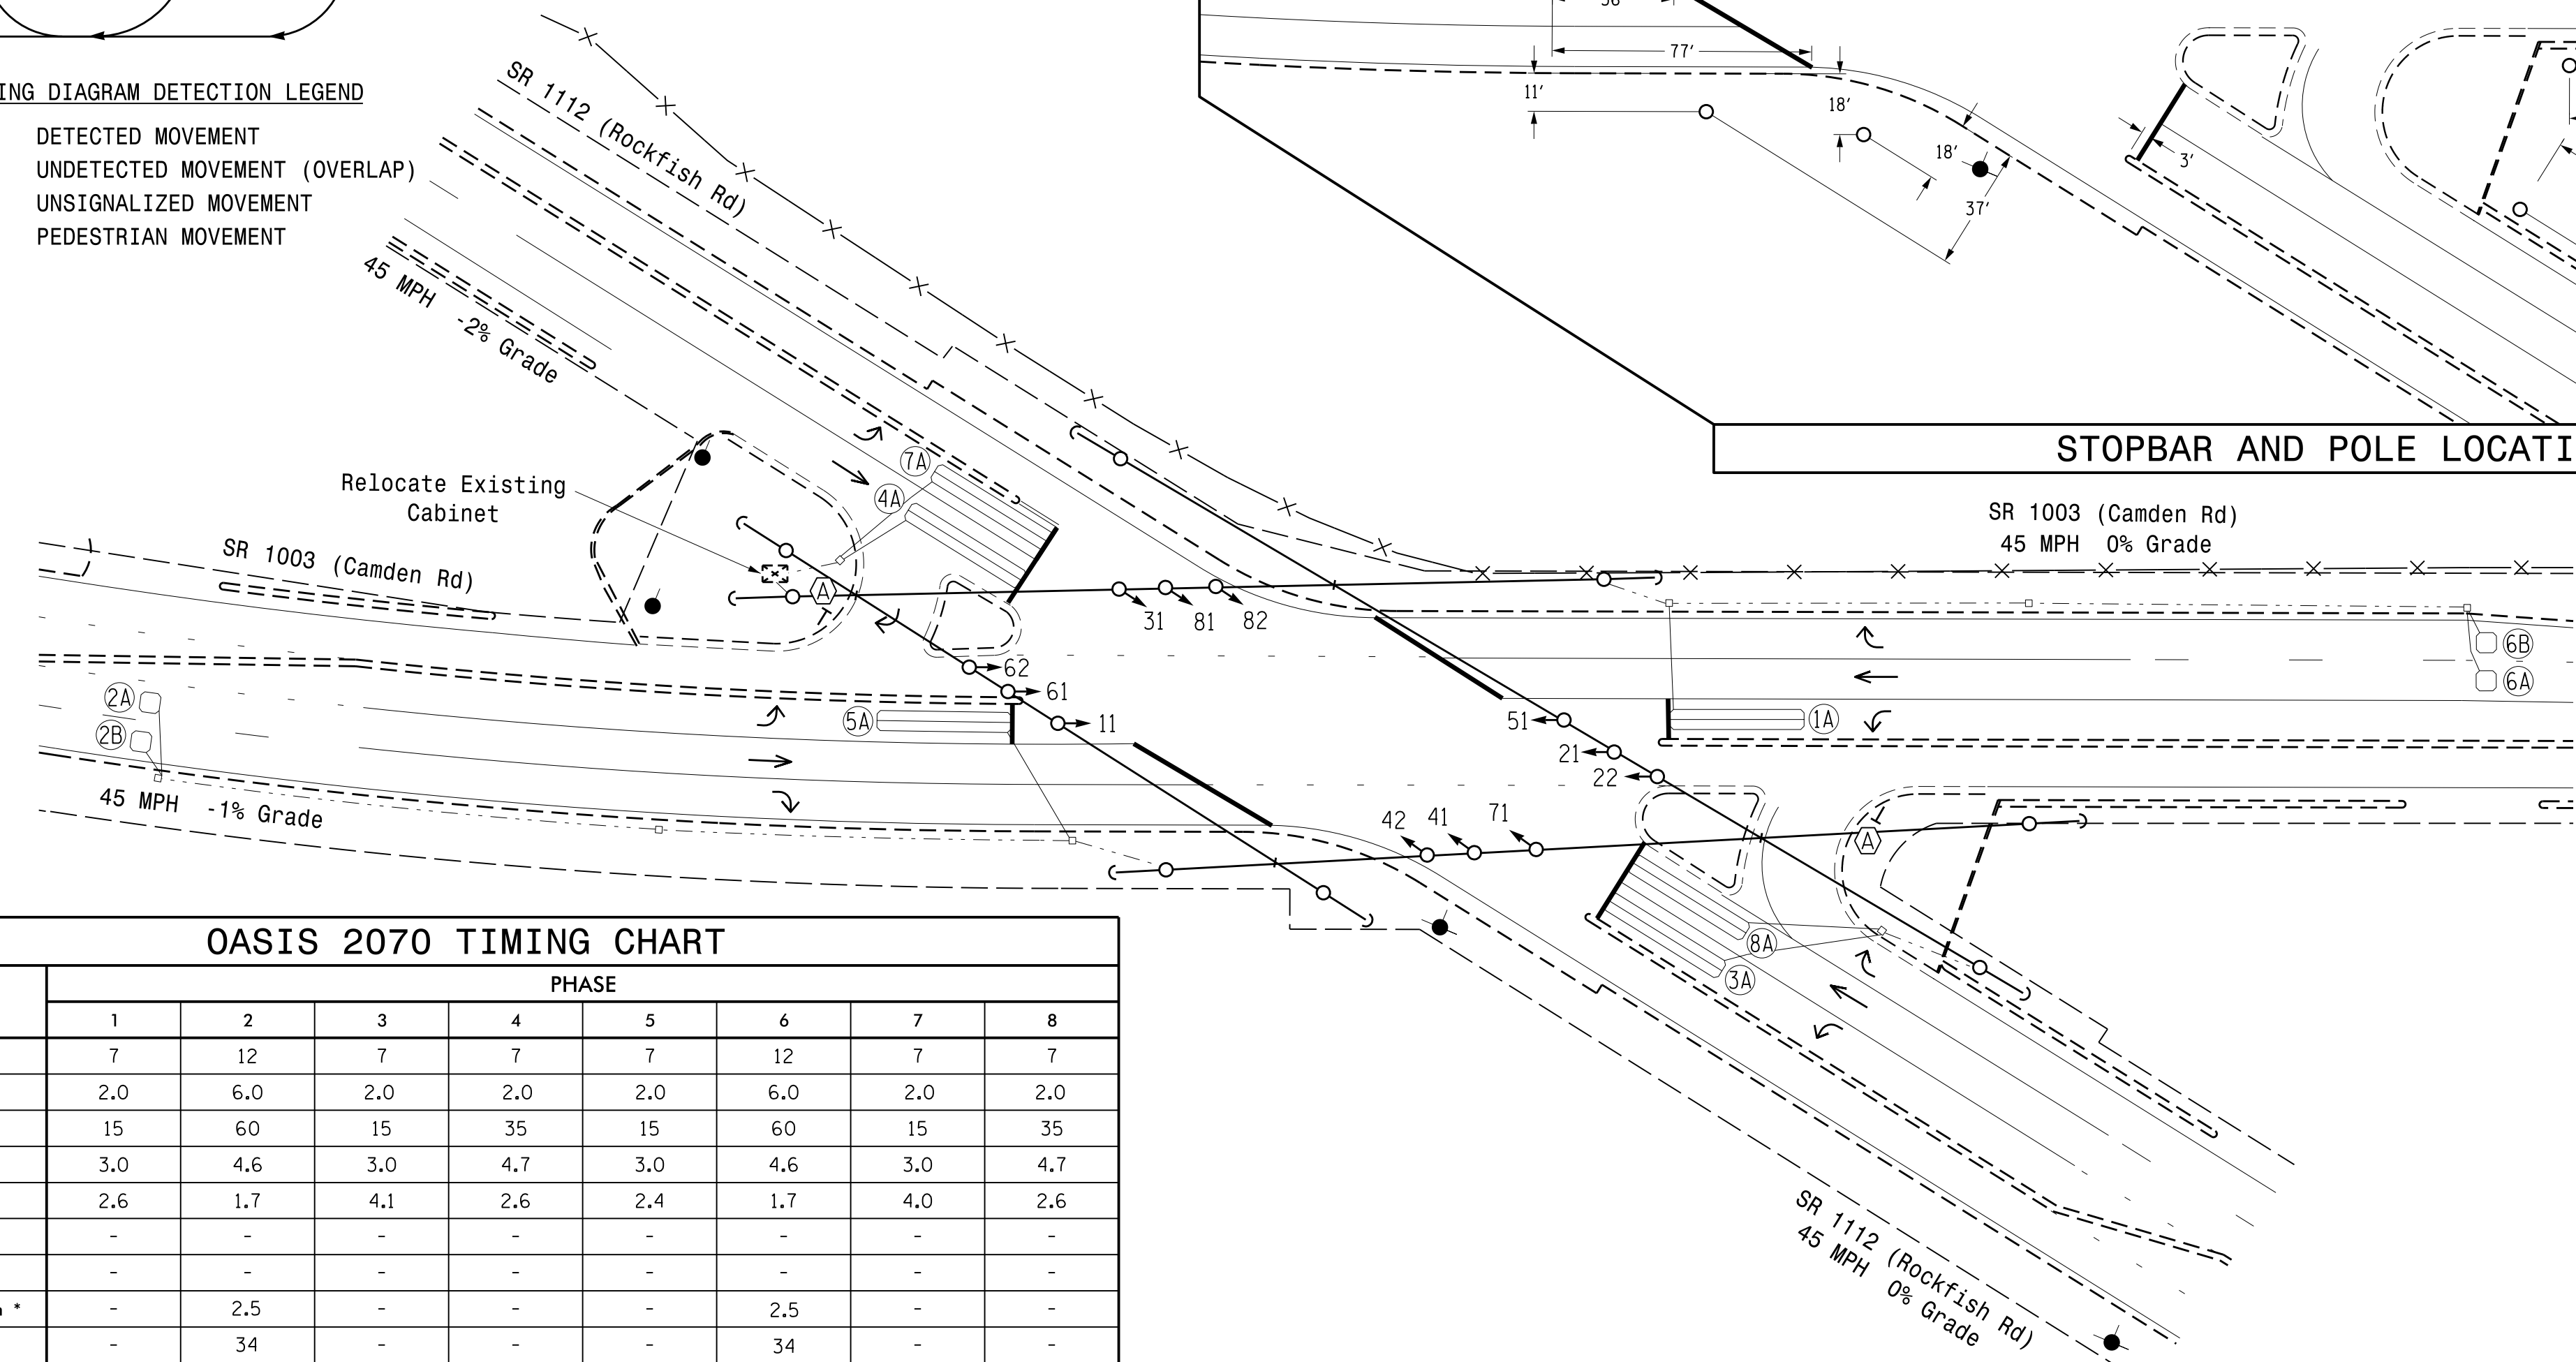 ING DIAGRAM DETECTION LEGEND
DETECTED MOVEMENT
UNDETECTED MOVEMENT (OVERLAP)
UNSIGNALIZED MOVEMENT
PEDESTRIAN MOVEMENT
SR 1112 (Rockfish Rd)
45 MPH -2% Grade
77'
11'
18'
18'
37'
3'
STOPBAR AND POLE LOCATI
SR 1003 (Camden Rd)
45 MPH 0% Grade
Relocate Existing
Cabinet
SR 1003 (Camden Rd)
7A
4A
A
31
81
82
62
61
11
5A
2A
2B
45 MPH -1% Grade
6B
6A
1A
51
21
22
42
41
71
A
8A
3A
SR 1112 (Rockfish Rd)
45 MPH 0% Grade
OASIS 2070 TIMING CHART
PHASE
1 2 3 4 5 6 7 8
7 12 7 7 7 12 7 7
2.0 6.0 2.0 2.0 2.0 6.0 2.0 2.0
15 60 15 35 15 60 15 35
3.0 4.6 3.0 4.7 3.0 4.6 3.0 4.7
2.6 1.7 4.1 2.6 2.4 1.7 4.0 2.6
- - - - - - - -
- - - - - - - -
* - 2.5 - - - 2.5 - -
- 34 - - - 34 - -